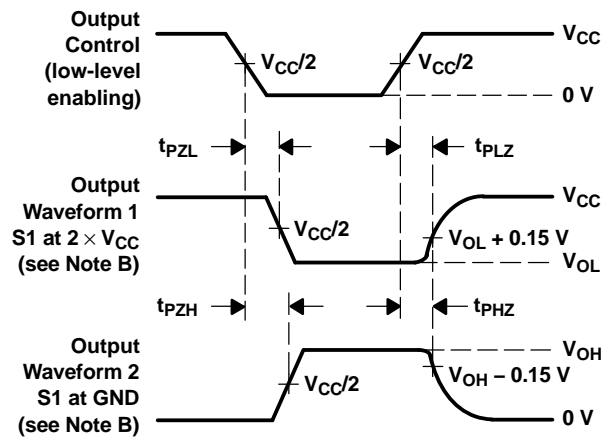 Output
Control
(low-level
enabling)
V_CC/2
V_CC/2
V_CC
0 V
t_PZL
t_PLZ
Output
Waveform 1
S1 at 2 × V_CC
(see Note B)
V_CC/2
V_CC
V_OL + 0.15 V
V_OL
t_PZH
t_PHZ
Output
Waveform 2
S1 at GND
(see Note B)
V_CC/2
V_OH
V_OH − 0.15 V
0 V